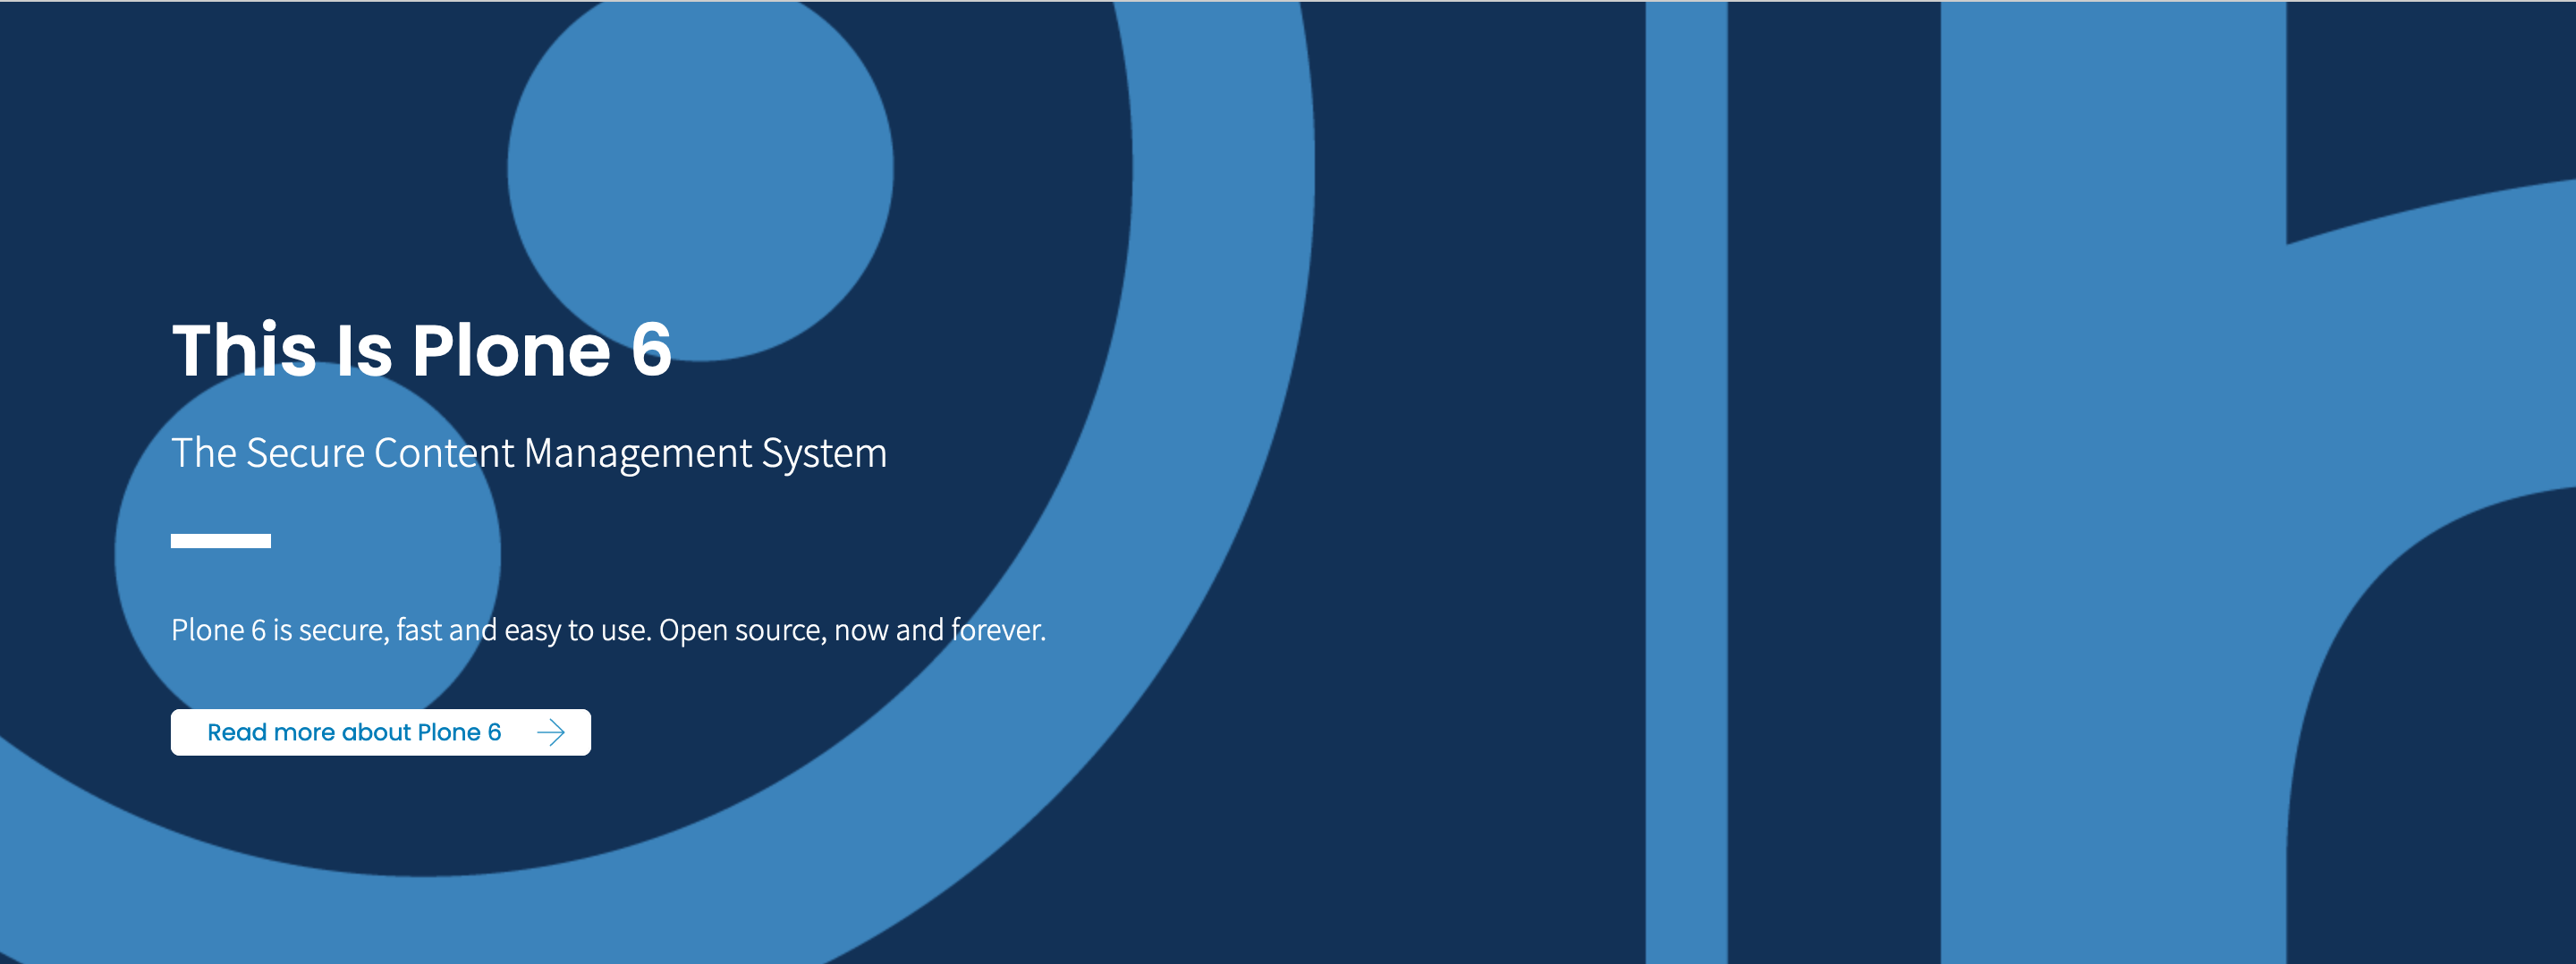 This Is Plone 6
The Secure Content Management System
Plone 6 is secure, fast and easy to use. Open source, now and forever.
Read more about Plone 6